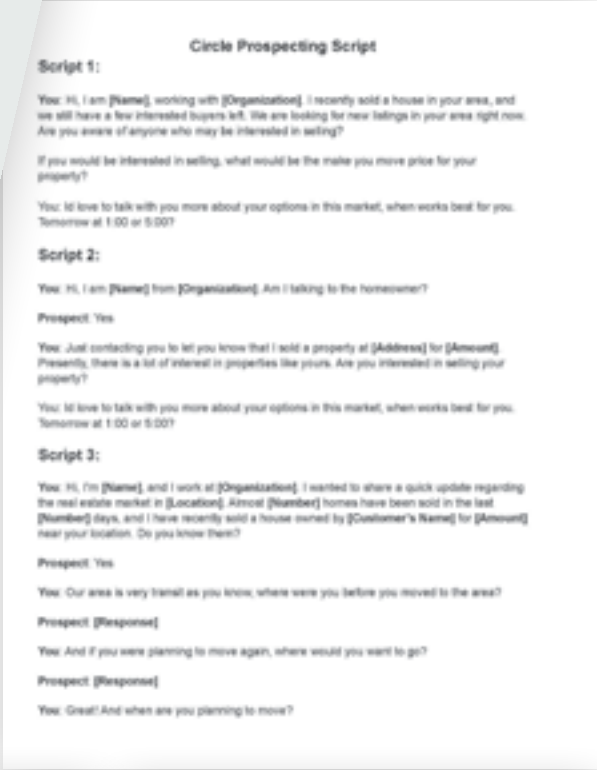 Circle Prospecting Script
Script 1:
You: Hi, I am [Name], working with [Organization]. I recently sold a house in your area, and
we still have a few interested buyers left. We are looking for new listings in your area right now.
Are you aware of anyone who may be interested in selling?
If you would be interested in selling, what would be the make you move price for your
property?
You: Id love to talk with you more about your options in this market, when works best for you.
Tomorrow at 1:00 or 5:00?
Script 2:
You: Hi, I am [Name] from [Organization]. Am I talking to the homeowner?
Prospect: Yes
You: Just contacting you to let you know that I sold a property at [Address] for [Amount].
Presently, there is a lot of interest in properties like yours. Are you interested in selling your
property?
You: Id love to talk with you more about your options in this market, when works best for you.
Tomorrow at 1:00 or 5:00?
Script 3:
You: Hi, I'm [Name], and I work at [Organization]. I wanted to share a quick update regarding
the real estate market in [Location]. Almost [Number] homes have been sold in the last
[Number] days, and I have recently sold a house owned by [Customer's Name] for [Amount]
near your location. Do you know them?
Prospect: Yes
You: Our area is very transit as you know, where were you before you moved to the area?
Prospect: [Response]
You: And if you were planning to move again, where would you want to go?
Prospect: [Response]
You: Great! And when are you planning to move?